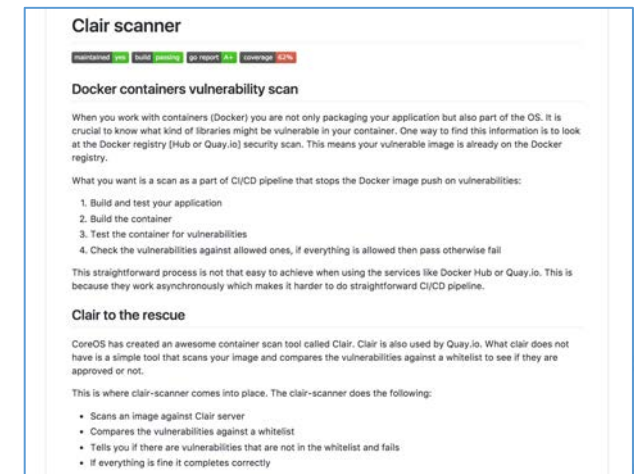 Clair scanner
maintained yes build passing go report A+ coverage 62%
Docker containers vulnerability scan
When you work with containers (Docker) you are not only packaging your application but also part of the OS. It is
crucial to know what kind of libraries might be vulnerable in your container. One way to find this information is to look
at the Docker registry [Hub or Quay.io] security scan. This means your vulnerable image is already on the Docker
registry.
What you want is a scan as a part of CI/CD pipeline that stops the Docker image push on vulnerabilities:
1. Build and test your application
2. Build the container
3. Test the container for vulnerabilities
4. Check the vulnerabilities against allowed ones, if everything is allowed then pass otherwise fail
This straightforward process is not that easy to achieve when using the services like Docker Hub or Quay.io. This is
because they work asynchronously which makes it harder to do straightforward CI/CD pipeline.
Clair to the rescue
CoreOS has created an awesome container scan tool called Clair. Clair is also used by Quay.io. What clair does not
have is a simple tool that scans your image and compares the vulnerabilities against a whitelist to see if they are
approved or not.
This is where clair-scanner comes into place. The clair-scanner does the following:
• Scans an image against Clair server
• Compares the vulnerabilities against a whitelist
• Tells you if there are vulnerabilities that are not in the whitelist and fails
• If everything is fine it completes correctly